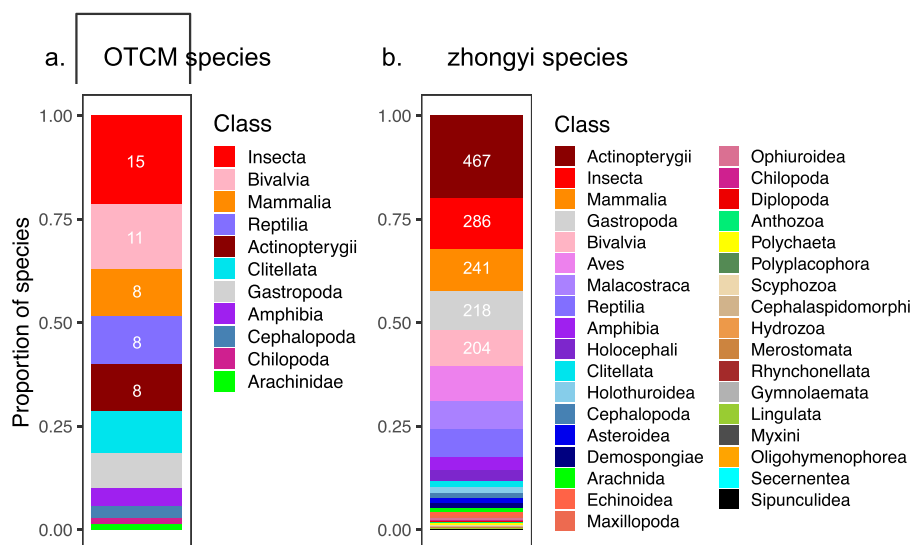 a. OTCM species
Proportion of species
1.00
0.75
0.50
0.25
0.00
15
11
8
8
8
Class
Insecta
Bivalvia
Mammalia
Reptilia
Actinopterygii
Clitellata
Gastropoda
Amphibia
Cephalopoda
Chilopoda
Arachinidae
b. zhongyi species
1.00
0.75
0.50
0.25
0.00
467
286
241
218
204
Class
Actinopterygii
Insecta
Mammalia
Gastropoda
Bivalvia
Aves
Malacostraca
Reptilia
Amphibia
Holocephali
Clitellata
Holothuroidea
Cephalopoda
Asteroidea
Demospongiae
Arachnida
Echinoidea
Maxillopoda
Ophiuroidea
Chilopoda
Diplopoda
Anthozoa
Polychaeta
Polyplacophora
Scyphozoa
Cephalaspidomorphi
Hydrozoa
Merostomata
Rhynchonellata
Gymnolaemata
Lingulata
Myxini
Oligohymenophorea
Secernentea
Sipunculidea